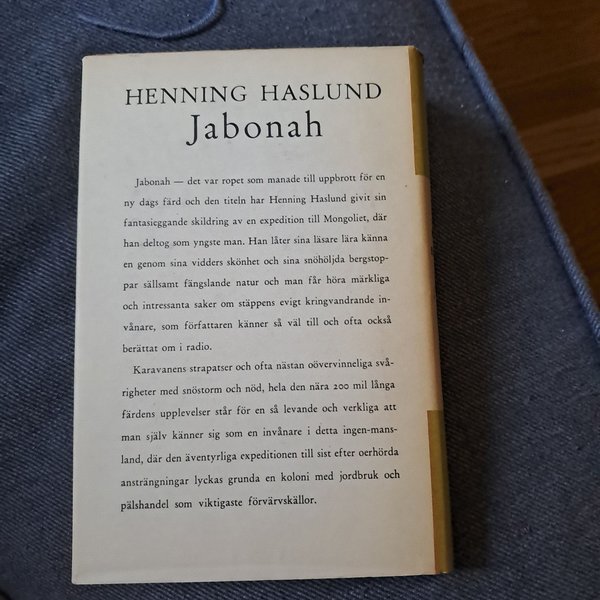 HENNING HASLUND
Jabonah
Jabonah — det var ropet som manade till uppbrott för en
ny dags färd och den titeln har Henning Haslund givit sin
fantasieggande skildring av en expedition till Mongoliet, där
han deltog som yngste man. Han låter sina läsare lära känna
en genom sina vidders skönhet och sina snöhöljda bergstop-
par sällsamt fängslande natur och man får höra märkliga
och intressanta saker om stäppens evigt kringvandrande in-
vånare, som författaren känner så väl till och ofta också
berättat om i radio.
Karavanens strapatser och ofta nästan oövervinneliga svå-
righeter med snöstorm och nöd, hela den nära 200 mil långa
färdens upplevelser står för en så levande och verkliga att
man själv känner sig som en invånare i detta ingen-mans-
land, där den äventyrliga expeditionen till sist efter oerhörda
ansträngningar lyckas grunda en koloni med jordbruk och
pälshandel som viktigaste förvärvskällor.